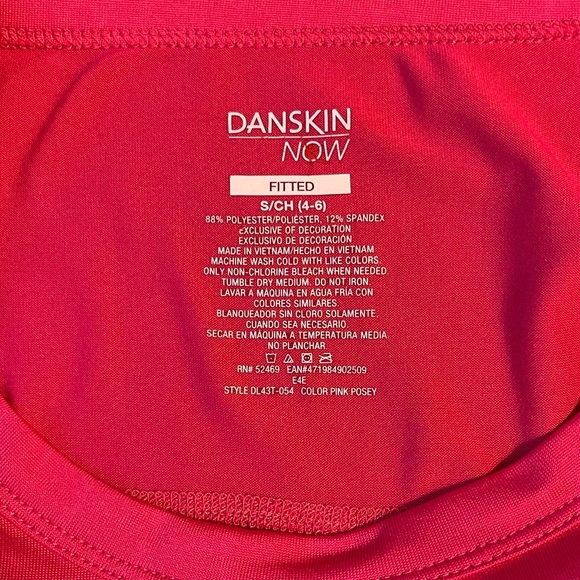 DANSKIN
NOW
FITTED
S/CH (4-6)
88% POLYESTER/POLIÉSTER, 12% SPANDEX
EXCLUSIVE OF DECORATION
EXCLUSIVO DE DECORACIÓN
MADE IN VIETNAM/HECHO EN VIETNAM
MACHINE WASH COLD WITH LIKE COLORS.
ONLY NON-CHLORINE BLEACH WHEN NEEDED.
TUMBLE DRY MEDIUM. DO NOT IRON.
LAVAR A MÁQUINA EN AGUA FRÍA CON
COLORES SIMILARES.
BLANQUEADOR SIN CLORO SOLAMENTE,
CUANDO SEA NECESARIO.
SECAR EN MÁQUINA A TEMPERATURA MEDIA.
NO PLANCHAR.
RN# 52469 EAN#471984902509
E4E
STYLE DL43T-054 COLOR PINK POSEY